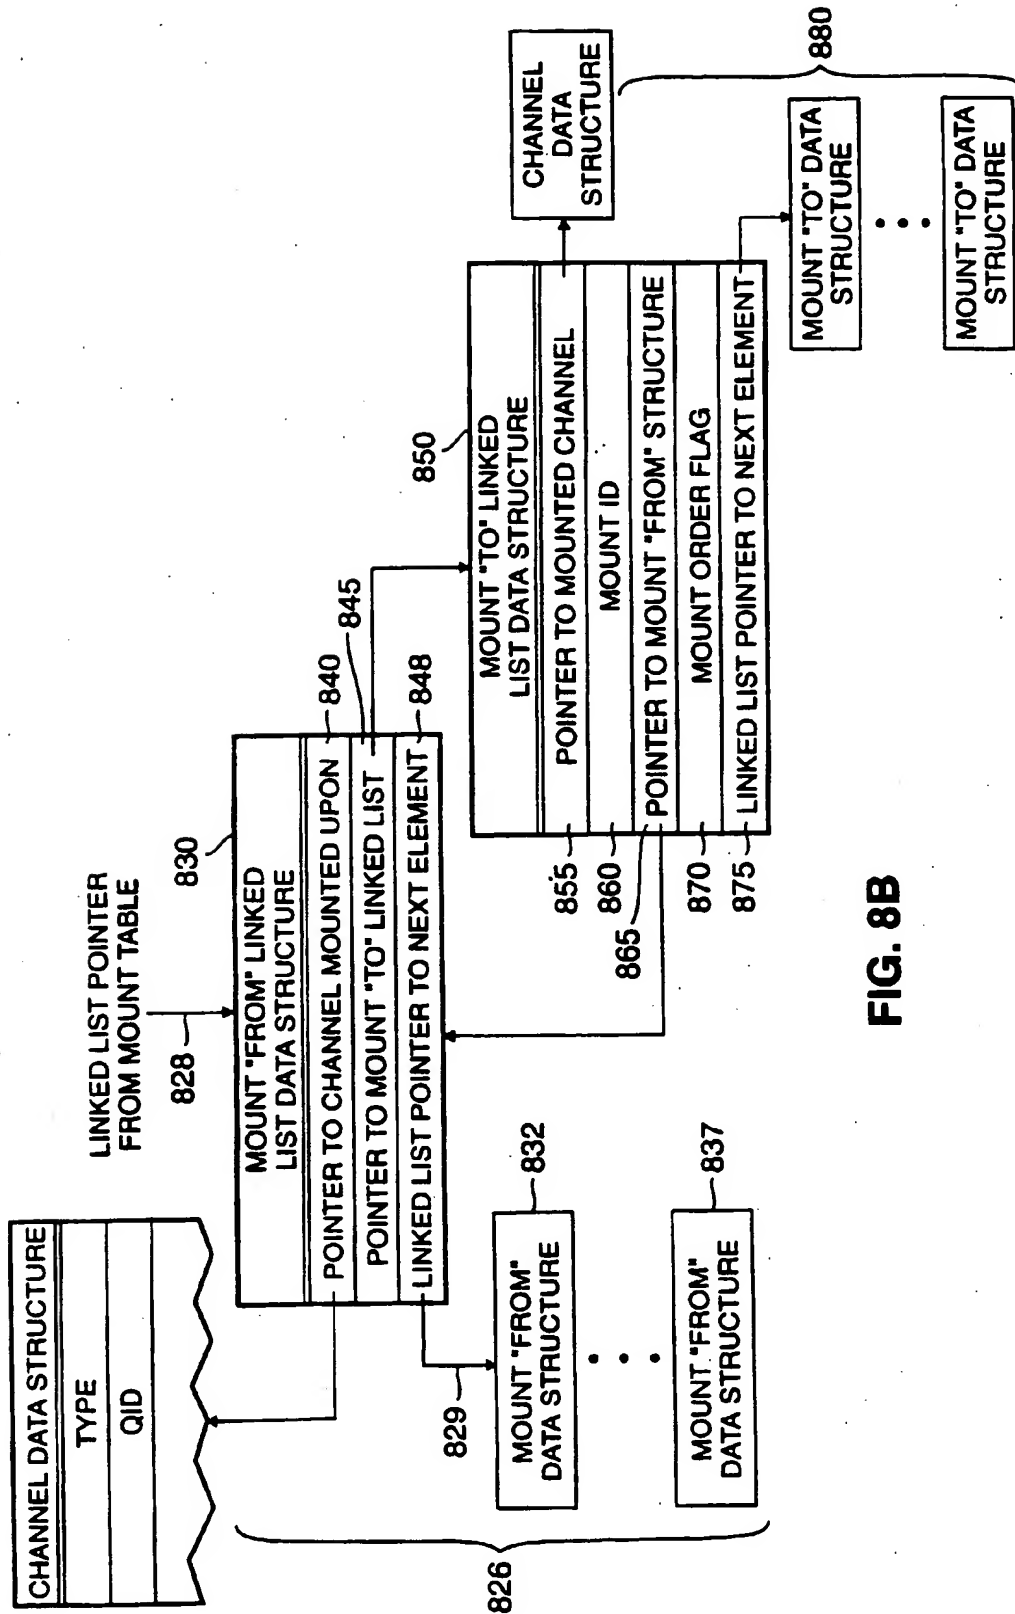 CHANNEL DATA STRUCTURE
TYPE
QID
LINKED LIST POINTER
FROM MOUNT TABLE
828
830
MOUNT "FROM" LINKED
LIST DATA STRUCTURE
POINTER TO CHANNEL MOUNTED UPON
840
POINTER TO MOUNT "TO" LINKED LIST
845
LINKED LIST POINTER TO NEXT ELEMENT
848
829
MOUNT "FROM"
DATA STRUCTURE
832
MOUNT "FROM"
DATA STRUCTURE
837
826
850
MOUNT "TO" LINKED
LIST DATA STRUCTURE
855
POINTER TO MOUNTED CHANNEL
860
MOUNT ID
865
POINTER TO MOUNT "FROM" STRUCTURE
870
MOUNT ORDER FLAG
875
LINKED LIST POINTER TO NEXT ELEMENT
CHANNEL
DATA
STRUCTURE
MOUNT "TO" DATA
STRUCTURE
MOUNT "TO" DATA
STRUCTURE
880
FIG. 8B